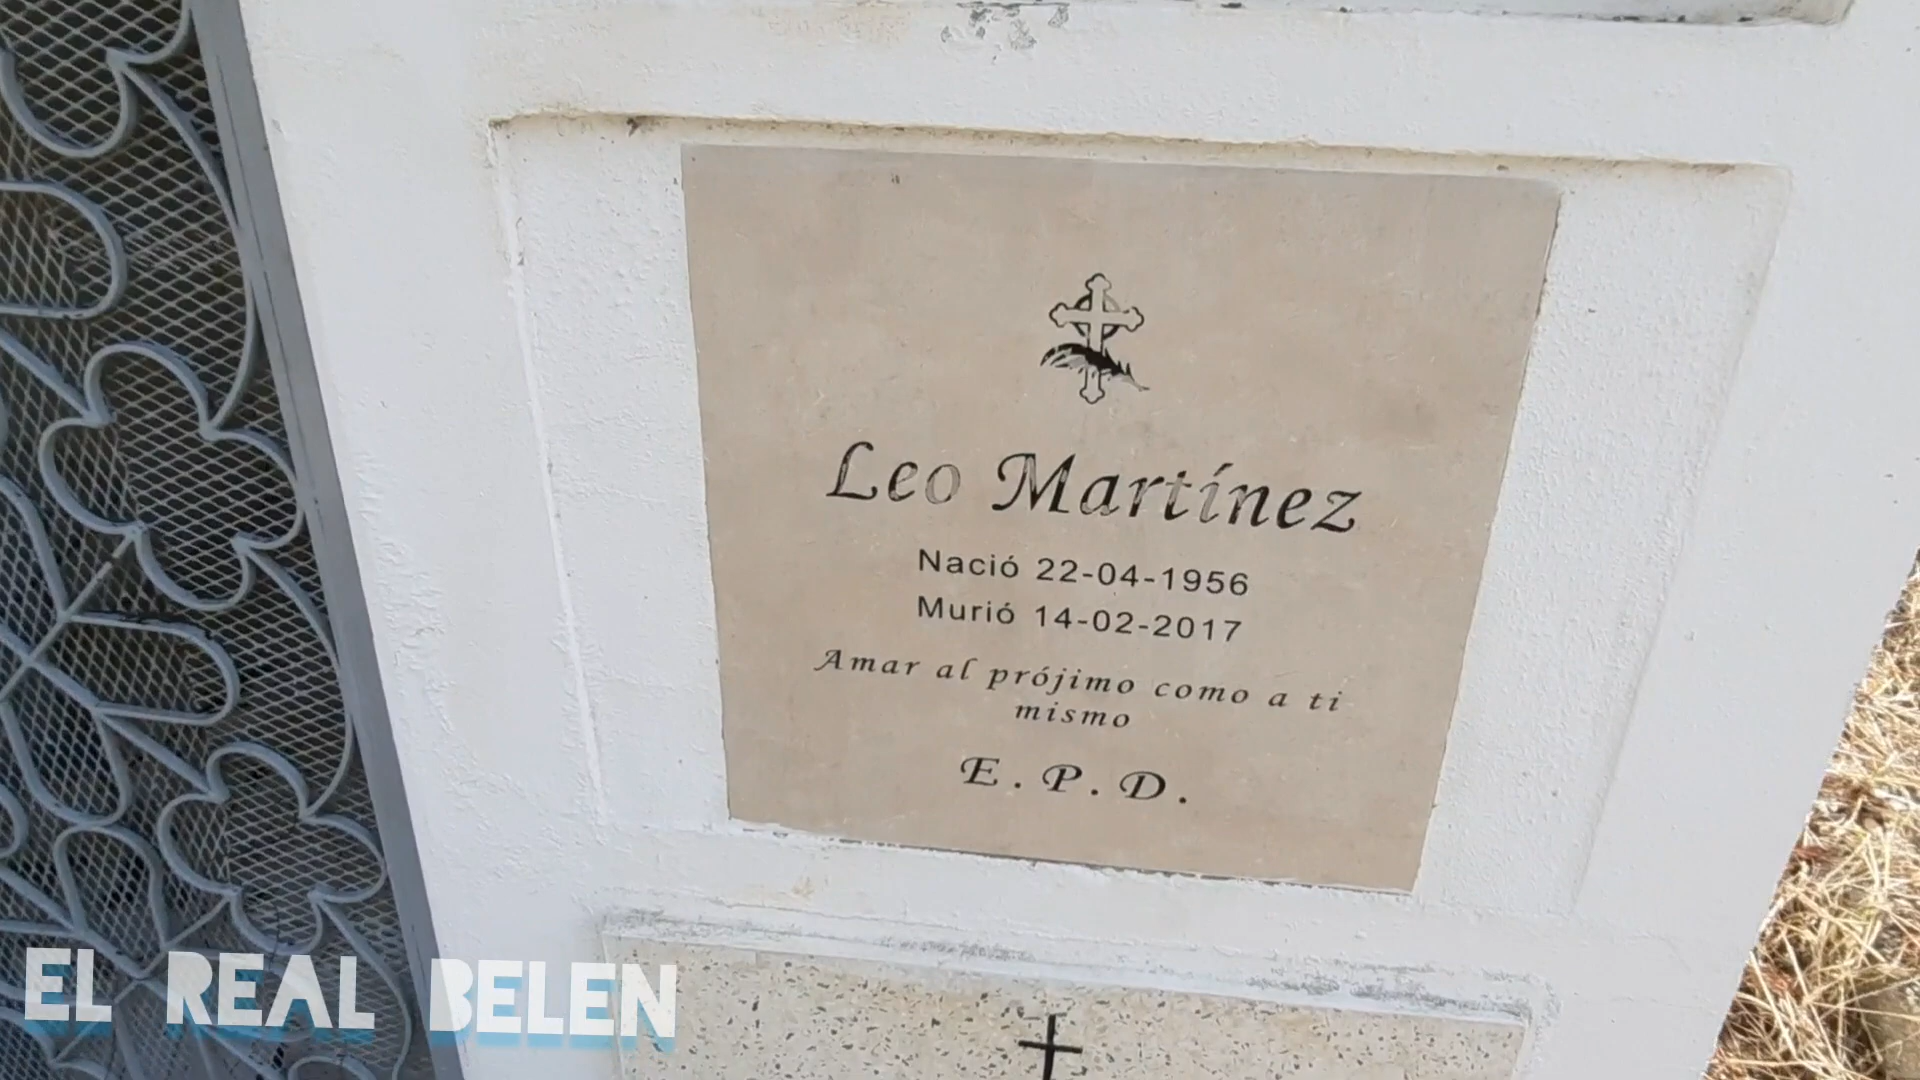 Leo Martínez
Nació 22-04-1956
Murió 14-02-2017
Amar al prójimo como a ti
mismo
E.P.D.
EL REAL BELEN